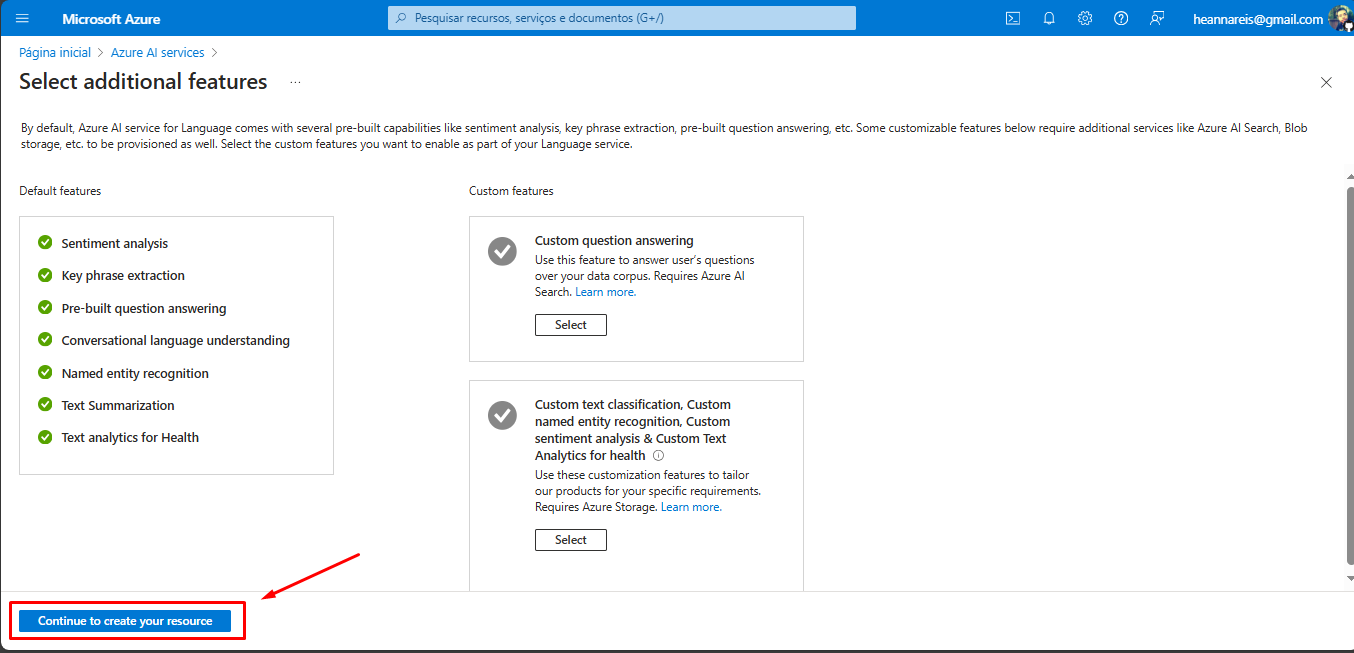 Microsoft Azure
Pesquisar recursos, serviços e documentos (G+/)
heannareis@gmail.com
Página inicial > Azure AI services >
Select additional features ...
By default, Azure AI service for Language comes with several pre-built capabilities like sentiment analysis, key phrase extraction, pre-built question answering, etc. Some customizable features below require additional services like Azure AI Search, Blob
storage, etc. to be provisioned as well. Select the custom features you want to enable as part of your Language service.
Default features
Sentiment analysis
Key phrase extraction
Pre-built question answering
Conversational language understanding
Named entity recognition
Text Summarization
Text analytics for Health
Custom features
Custom question answering
Use this feature to answer user's questions
over your data corpus. Requires Azure AI
Search. Learn more.
Select
Custom text classification, Custom
named entity recognition, Custom
sentiment analysis & Custom Text
Analytics for health
Use these customization features to tailor
our products for your specific requirements.
Requires Azure Storage. Learn more.
Select
Continue to create your resource